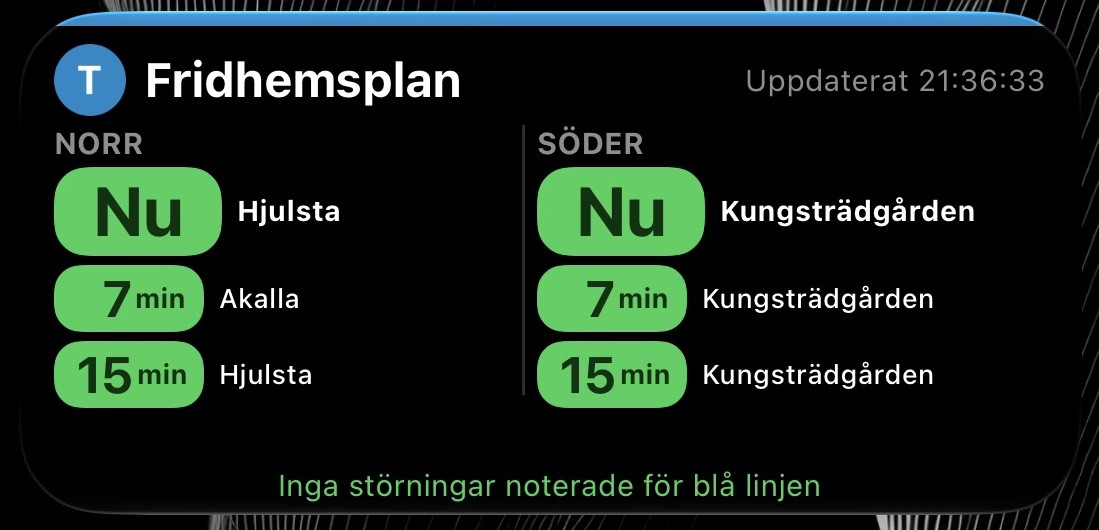 T Fridhemsplan
Uppdaterat 21:36:33
NORR
Nu Hjulsta
7 min Akalla
15 min Hjulsta
SÖDER
Nu Kungsträdgården
7 min Kungsträdgården
15 min Kungsträdgården
Inga störningar noterade för blå linjen